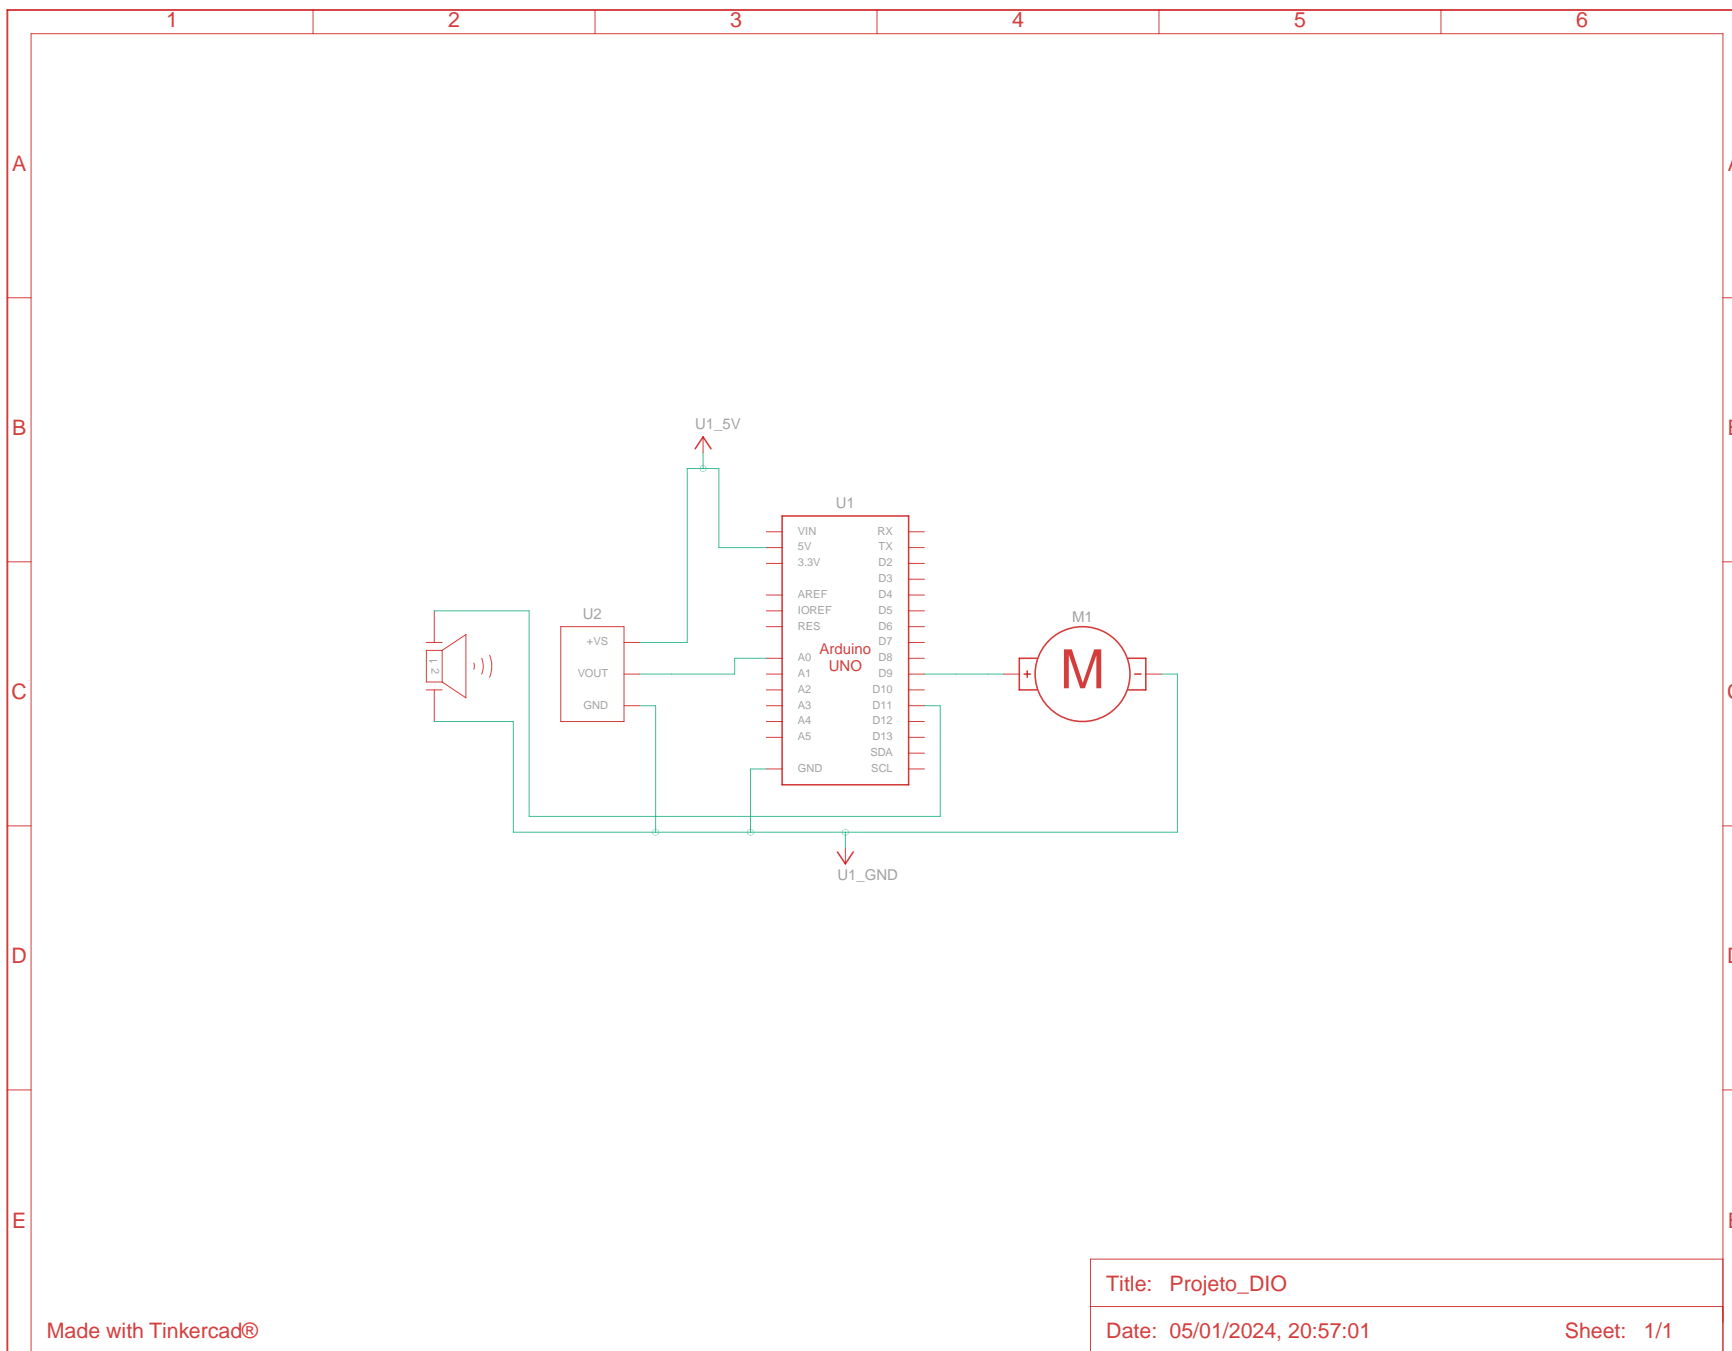 1 2 3 4 5 6
A
B
C
D
E
U1_5V
U1
VIN RX
5V TX
3.3V D2
D3
AREF D4
IOREF D5
RES D6
D7
A0 D8
A1 D9
A2 D10
A3 D11
A4 D12
A5 D13
SDA
GND SCL
Arduino
UNO
U2
+VS
VOUT
GND
1 2
M1
+ M -
U1_GND
Title: Projeto_DIO
Date: 05/01/2024, 20:57:01 Sheet: 1/1
Made with Tinkercad®